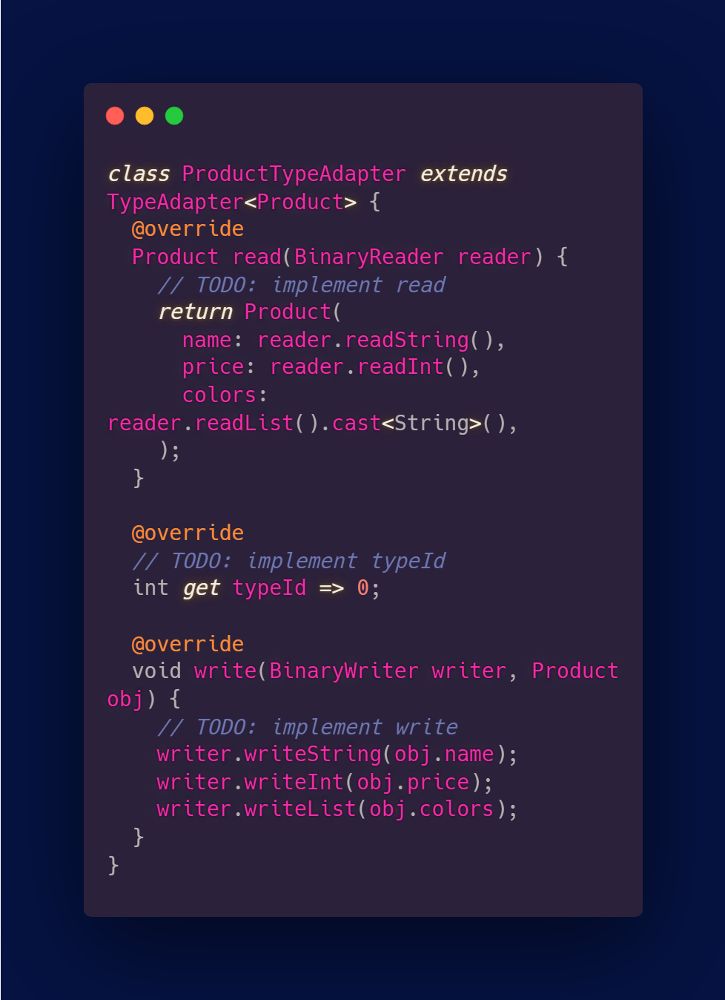 class ProductTypeAdapter extends
TypeAdapter<Product> {
  @override
  Product read(BinaryReader reader) {
    // TODO: implement read
    return Product(
      name: reader.readString(),
      price: reader.readInt(),
      colors:
reader.readList().cast<String>(),
    );
  }

  @override
  // TODO: implement typeId
  int get typeId => 0;

  @override
  void write(BinaryWriter writer, Product
obj) {
    // TODO: implement write
    writer.writeString(obj.name);
    writer.writeInt(obj.price);
    writer.writeList(obj.colors);
  }
}